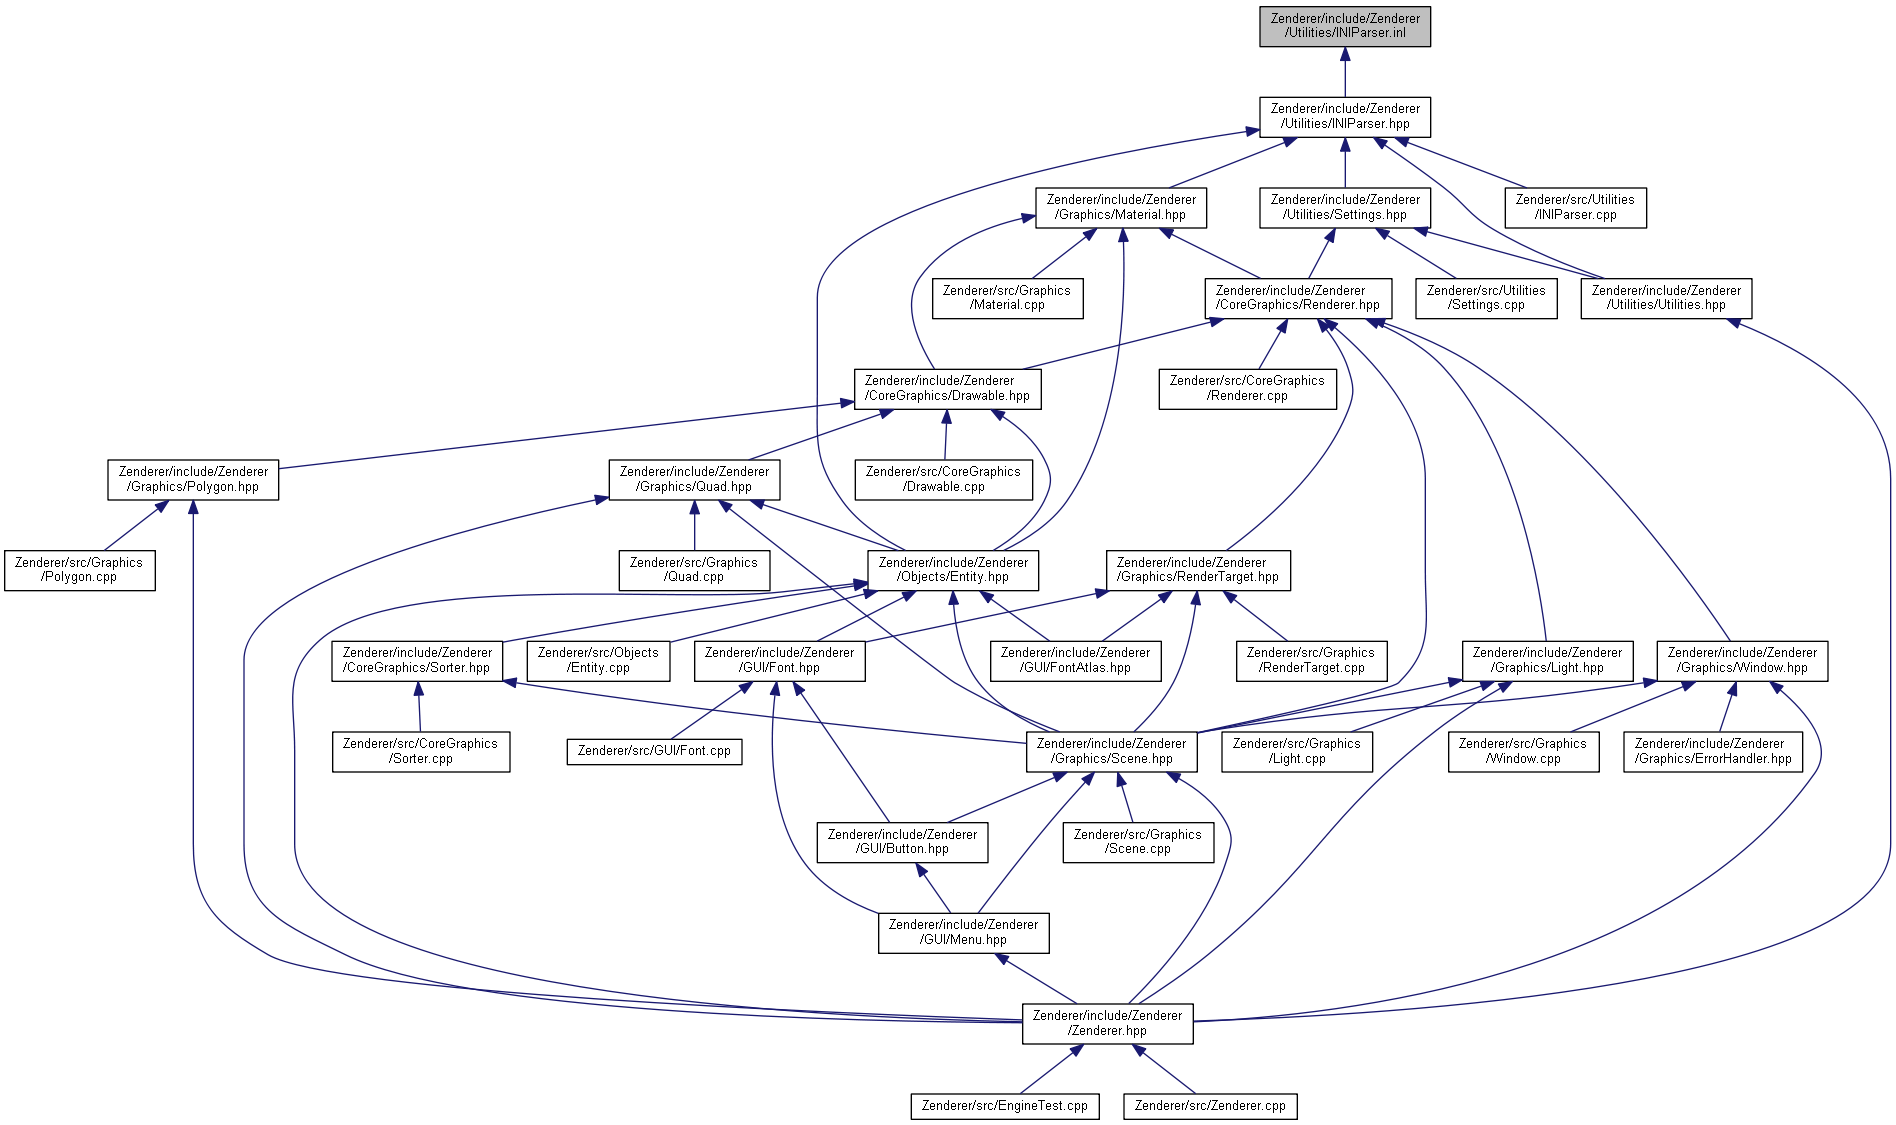 Zenderer/include/Zenderer
/Utilities/INIParser.inl
Zenderer/include/Zenderer
/Utilities/INIParser.hpp
Zenderer/include/Zenderer
/Graphics/Material.hpp
Zenderer/include/Zenderer
/Utilities/Settings.hpp
Zenderer/src/Utilities
/INIParser.cpp
Zenderer/src/Graphics
/Material.cpp
Zenderer/include/Zenderer
/CoreGraphics/Renderer.hpp
Zenderer/src/Utilities
/Settings.cpp
Zenderer/include/Zenderer
/Utilities/Utilities.hpp
Zenderer/include/Zenderer
/CoreGraphics/Drawable.hpp
Zenderer/src/CoreGraphics
/Renderer.cpp
Zenderer/include/Zenderer
/Graphics/Polygon.hpp
Zenderer/include/Zenderer
/Graphics/Quad.hpp
Zenderer/src/CoreGraphics
/Drawable.cpp
Zenderer/src/Graphics
/Polygon.cpp
Zenderer/src/Graphics
/Quad.cpp
Zenderer/include/Zenderer
/Objects/Entity.hpp
Zenderer/include/Zenderer
/Graphics/RenderTarget.hpp
Zenderer/include/Zenderer
/CoreGraphics/Sorter.hpp
Zenderer/src/Objects
/Entity.cpp
Zenderer/include/Zenderer
/GUI/Font.hpp
Zenderer/include/Zenderer
/GUI/FontAtlas.hpp
Zenderer/src/Graphics
/RenderTarget.cpp
Zenderer/include/Zenderer
/Graphics/Light.hpp
Zenderer/include/Zenderer
/Graphics/Window.hpp
Zenderer/src/CoreGraphics
/Sorter.cpp
Zenderer/src/GUI/Font.cpp
Zenderer/include/Zenderer
/Graphics/Scene.hpp
Zenderer/src/Graphics
/Light.cpp
Zenderer/src/Graphics
/Window.cpp
Zenderer/include/Zenderer
/Graphics/ErrorHandler.hpp
Zenderer/include/Zenderer
/GUI/Button.hpp
Zenderer/src/Graphics
/Scene.cpp
Zenderer/include/Zenderer
/GUI/Menu.hpp
Zenderer/include/Zenderer
/Zenderer.hpp
Zenderer/src/EngineTest.cpp
Zenderer/src/Zenderer.cpp